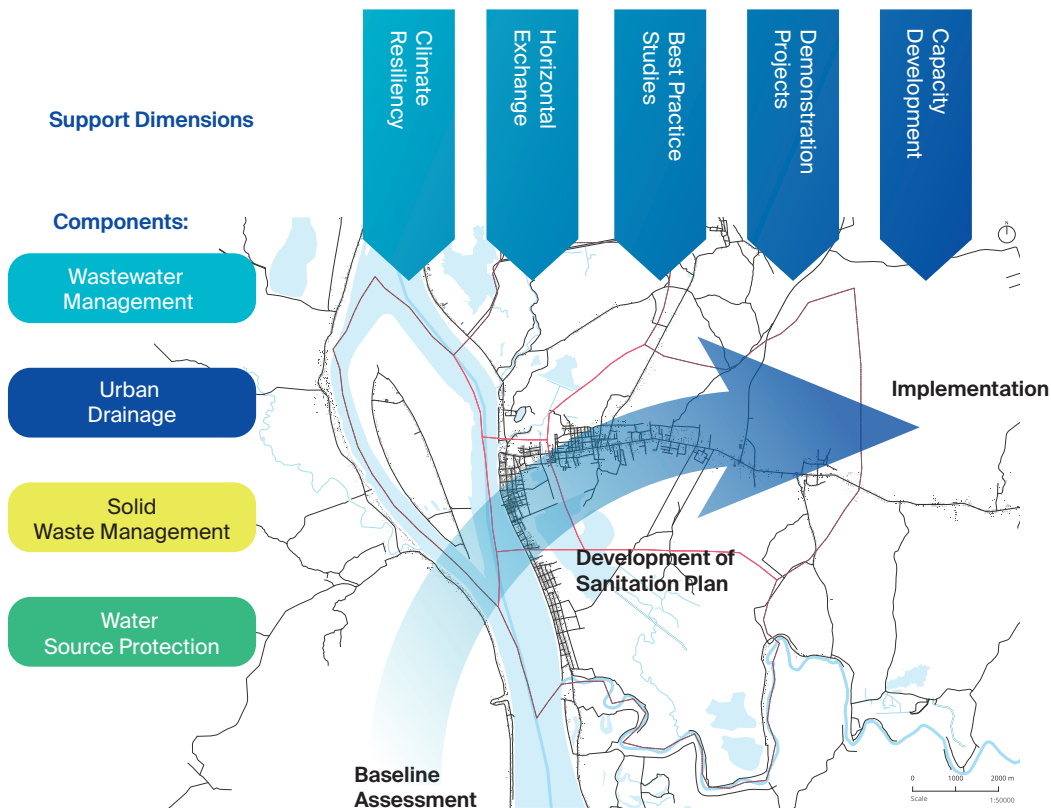 Climate
Resiliency
Horizontal
Exchange
Best Practice
Studies
Demonstration
Projects
Capacity
Development
Support Dimensions
Components:
Wastewater
Management
Urban
Drainage
Solid
Waste Management
Water
Source Protection
N
Implementation
Development of
Sanitation Plan
Baseline
Assessment
0 1000 2000 m
Scale 1:50000